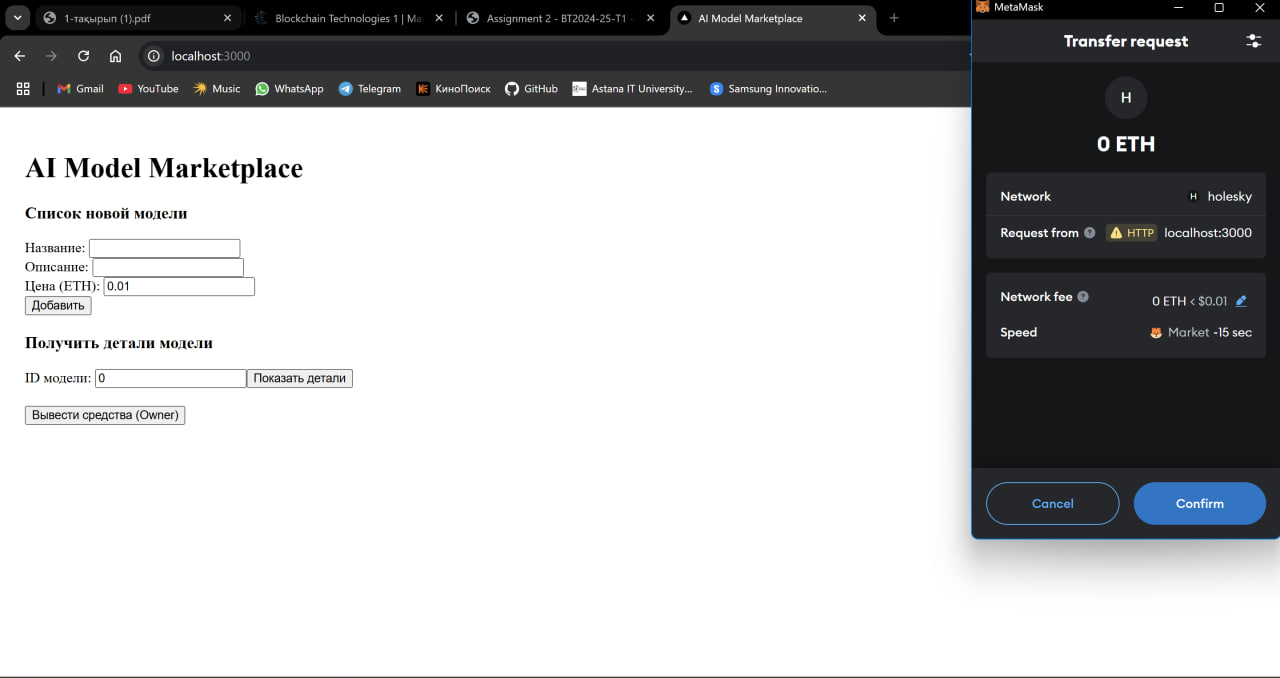 1-тақырып (1).pdf
Blockchain Technologies 1 | Ma
Assignment 2 - BT2024-25-T1 -
AI Model Marketplace
MetaMask
localhost:3000
Gmail
YouTube
Music
WhatsApp
Telegram
КиноПоиск
GitHub
Astana IT University...
Samsung Innovatio...
AI Model Marketplace
Список новой модели
Название:
Описание:
Цена (ETH): 0.01
Добавить
Получить детали модели
ID модели: 0 Показать детали
Вывести средства (Owner)
Transfer request
H
0 ETH
Network H holesky
Request from ? HTTP localhost:3000
Network fee ? 0 ETH < $0.01
Speed Market ~15 sec
Cancel Confirm